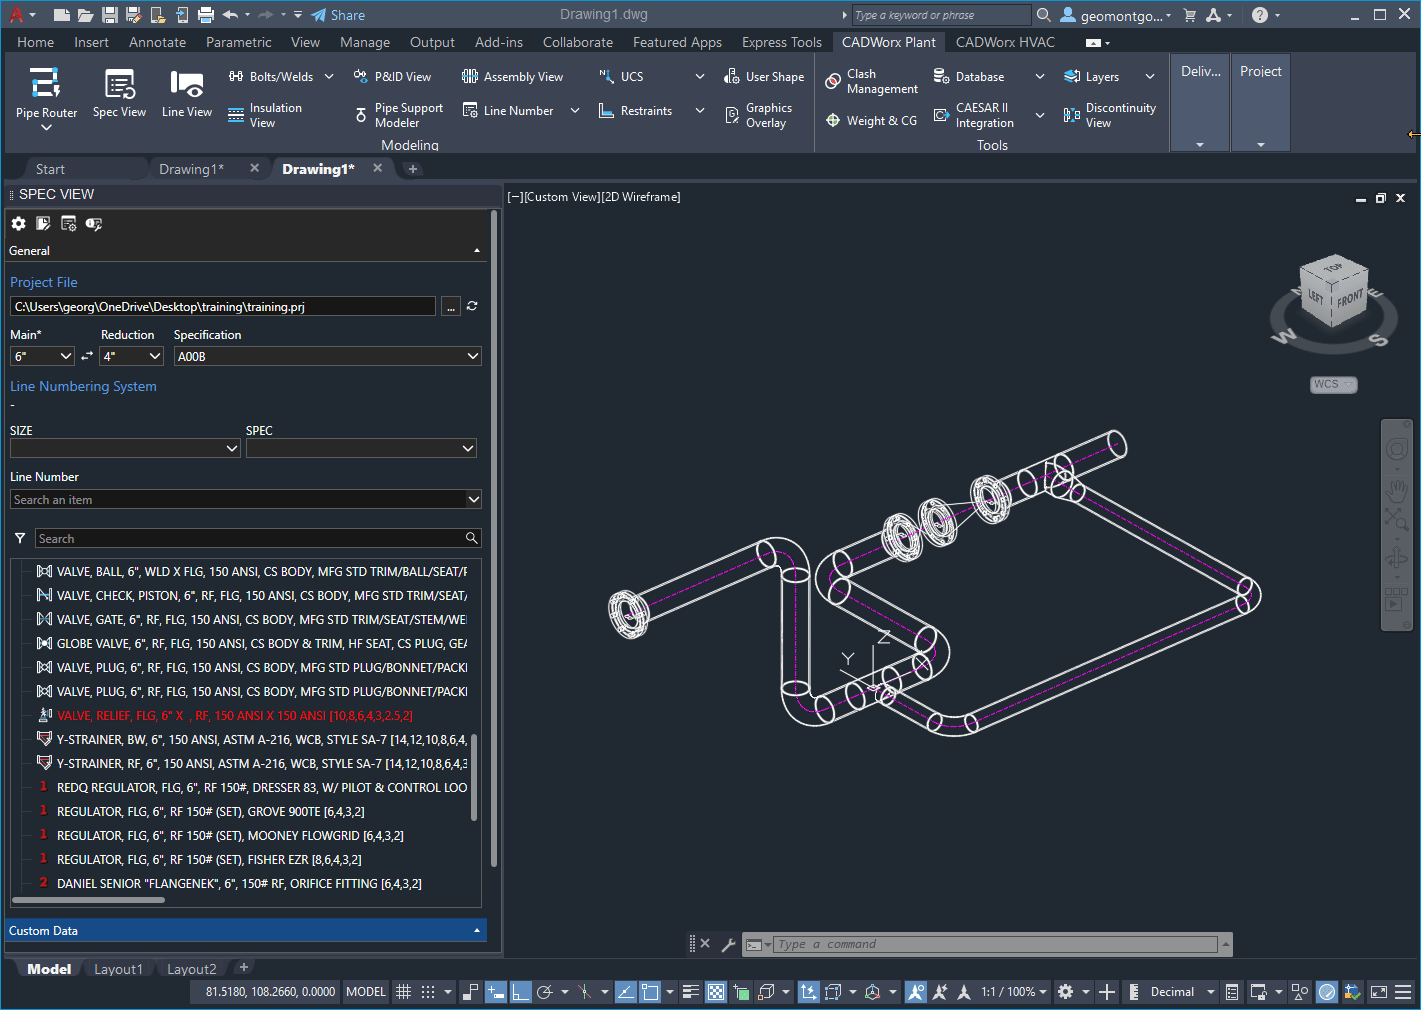 Share
Drawing1.dwg
Type a keyword or phrase
geomontgo...
Home Insert Annotate Parametric View Manage Output Add-ins Collaborate Featured Apps Express Tools CADWorx Plant CADWorx HVAC
Pipe Router
Spec View
Line View
Bolts/Welds
Insulation View
P&ID View
Pipe Support Modeler
Assembly View
Line Number
UCS
Restraints
User Shape
Graphics Overlay
Modeling
Clash Management
Weight & CG
Database
CAESAR II Integration
Layers
Discontinuity View
Tools
Deliv...
Project
Start
Drawing1*
Drawing1*
SPEC VIEW
General
Project File
C:\Users\georg\OneDrive\Desktop\training\training.prj
...
Main* Reduction Specification
6" 4" A00B
Line Numbering System
-
SIZE SPEC
Line Number
Search an item
Search
VALVE, BALL, 6", WLD X FLG, 150 ANSI, CS BODY, MFG STD TRIM/BALL/SEAT/
VALVE, CHECK, PISTON, 6", RF, FLG, 150 ANSI, CS BODY, MFG STD TRIM/SEAT/
VALVE, GATE, 6", RF, FLG, 150 ANSI, CS BODY, MFG STD TRIM/SEAT/STEM/WE
GLOBE VALVE, 6", RF, FLG, 150 ANSI, CS BODY & TRIM, HF SEAT, CS PLUG, GEA
VALVE, PLUG, 6", RF, FLG, 150 ANSI, CS BODY, MFG STD PLUG/BONNET/PACKI
VALVE, PLUG, 6", RF, FLG, 150 ANSI, CS BODY, MFG STD PLUG/BONNET/PACKI
VALVE, RELIEF, FLG, 6" X , RF, 150 ANSI X 150 ANSI [10,8,6,4,3,2.5,2]
Y-STRAINER, BW, 6", 150 ANSI, ASTM A-216, WCB, STYLE SA-7 [14,12,10,8,6,4,
Y-STRAINER, RF, 6", 150 ANSI, ASTM A-216, WCB, STYLE SA-7 [14,12,10,8,6,4,3
1 REDQ REGULATOR, FLG, 6", RF 150#, DRESSER 83, W/ PILOT & CONTROL LOO
1 REGULATOR, FLG, 6", RF 150# (SET), GROVE 900TE [6,4,3,2]
1 REGULATOR, FLG, 6", RF 150# (SET), MOONEY FLOWGRID [6,4,3,2]
1 REGULATOR, FLG, 6", RF 150# (SET), FISHER EZR [8,6,4,3,2]
2 DANIEL SENIOR "FLANGENEK", 6", 150# RF, ORIFICE FITTING [6,4,3,2]
Custom Data
[−][Custom View][2D Wireframe]
TOP
LEFT FRONT
N E
W S
WCS
Z
Y
X
Type a command
Model Layout1 Layout2
81.5180, 108.2660, 0.0000 MODEL 1:1 / 100% Decimal